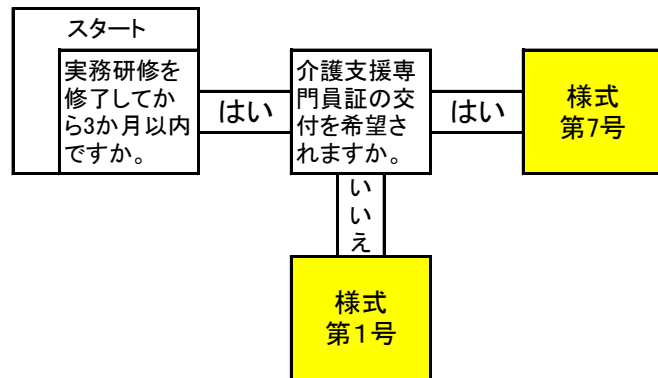 スタート
実務研修を
修了してか
ら3か月以内
ですか。
はい
介護支援専
門員証の交
付を希望さ
れますか。
はい
様式
第7号
いいえ
様式
第1号